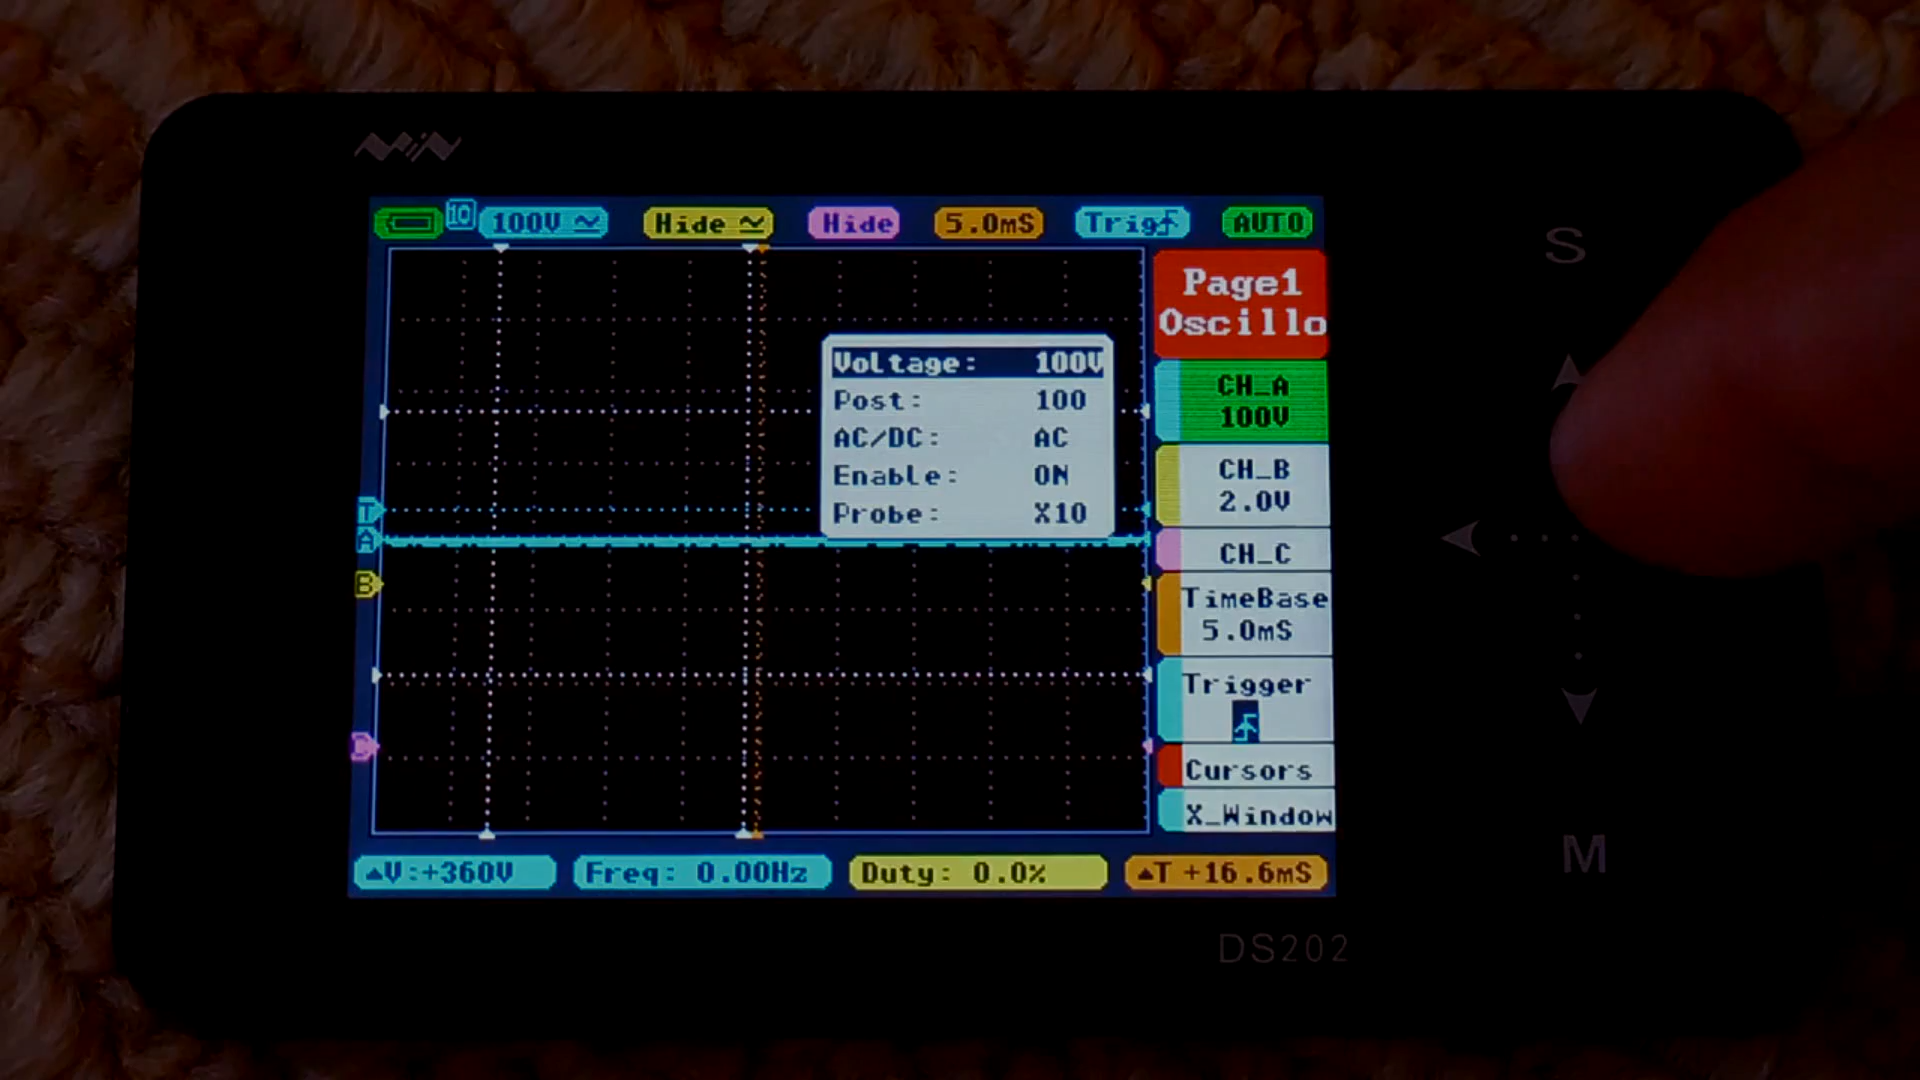 10 100V Hide Hide 5.0mS Trig AUTO
Page1
Oscillo
Voltage: 100V
Post: 100
AC/DC: AC
Enable: ON
Probe: X10
CH_A
100V
CH_B
2.0V
CH_C
TimeBase
5.0mS
Trigger
Cursors
X_Window
T
A
B
▲V:+360V Freq: 0.00Hz Duty: 0.0% ▲T +16.6mS
S
M
DS202